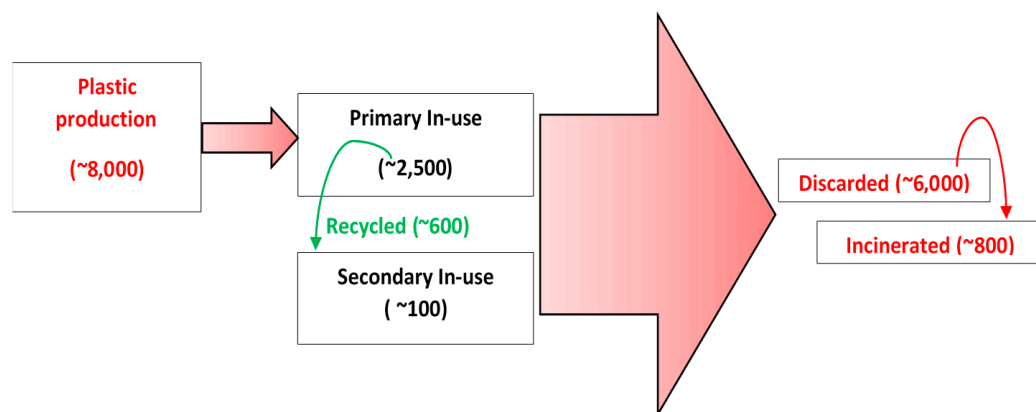 Plastic
production
(~8,000)
Primary In-use
(~2,500)
Recycled (~600)
Secondary In-use
( ~100)
Discarded (~6,000)
Incinerated (~800)